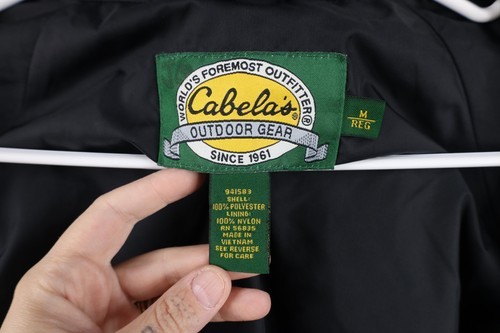 WORLD'S FOREMOST OUTFITTER®
Cabela's®
OUTDOOR GEAR
SINCE 1961
M
REG
941583
SHELL:
100% POLYESTER
LINING:
100% NYLON
RN 56835
MADE IN
VIETNAM
SEE REVERSE
FOR CARE